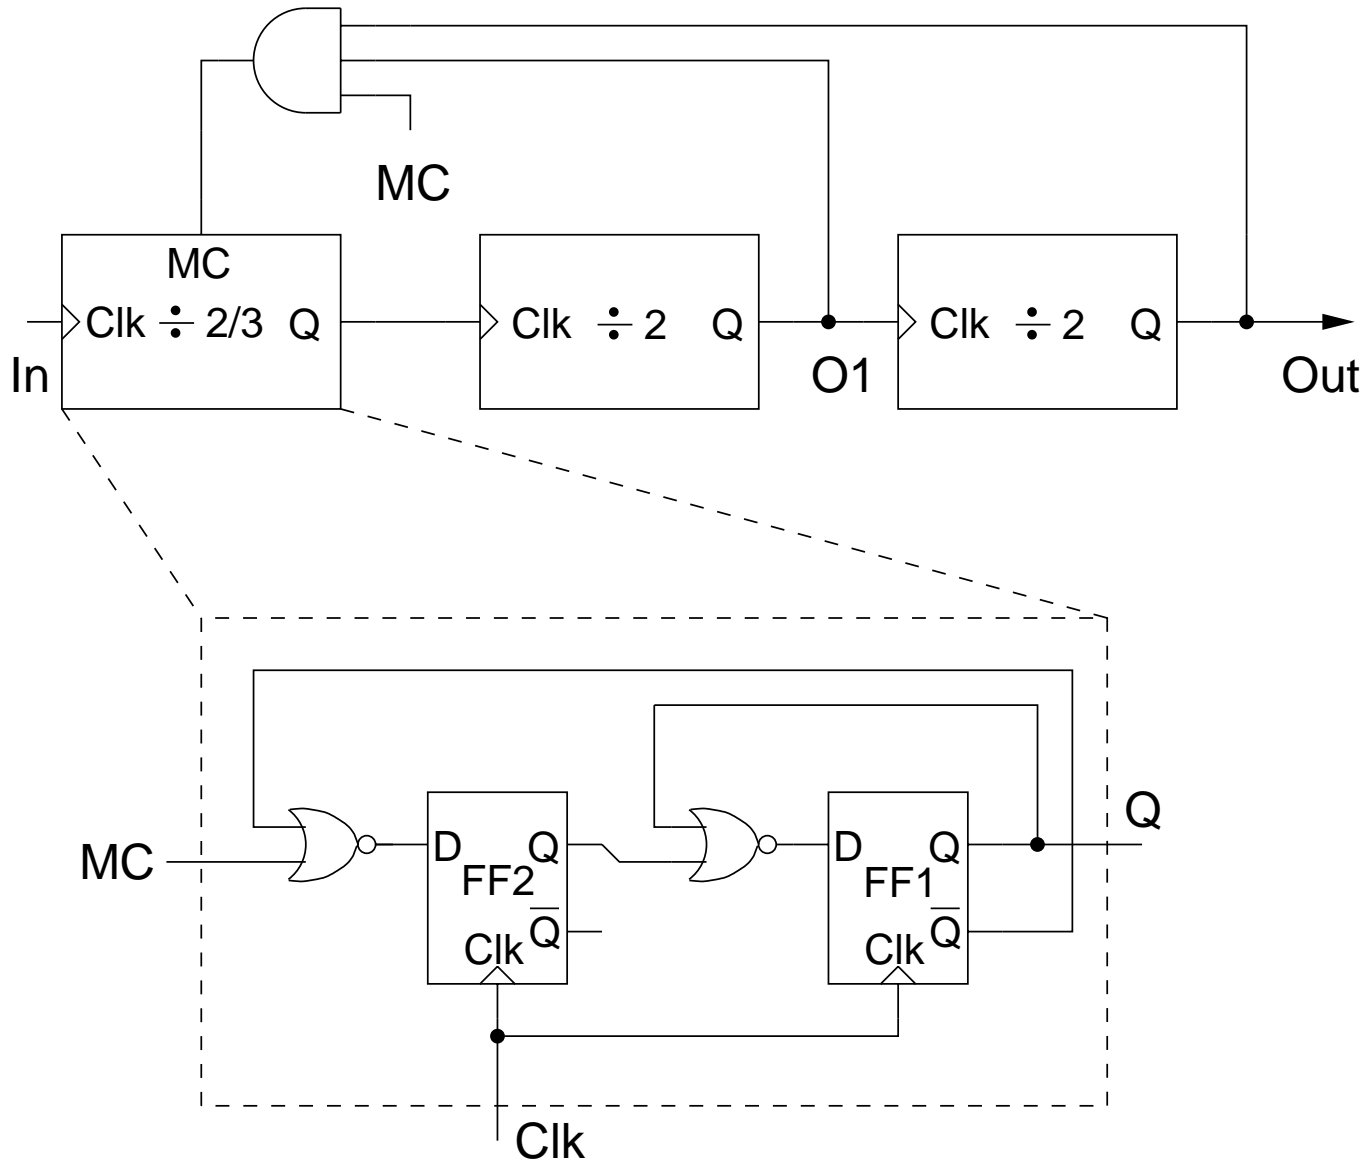 MC
MC
Clk ÷ 2/3 Q
Clk ÷ 2 Q
Clk ÷ 2 Q
In
O1
Out
Q
MC
D Q
FF2
Q̅
Clk
D Q
FF1
Q̅
Clk
Clk